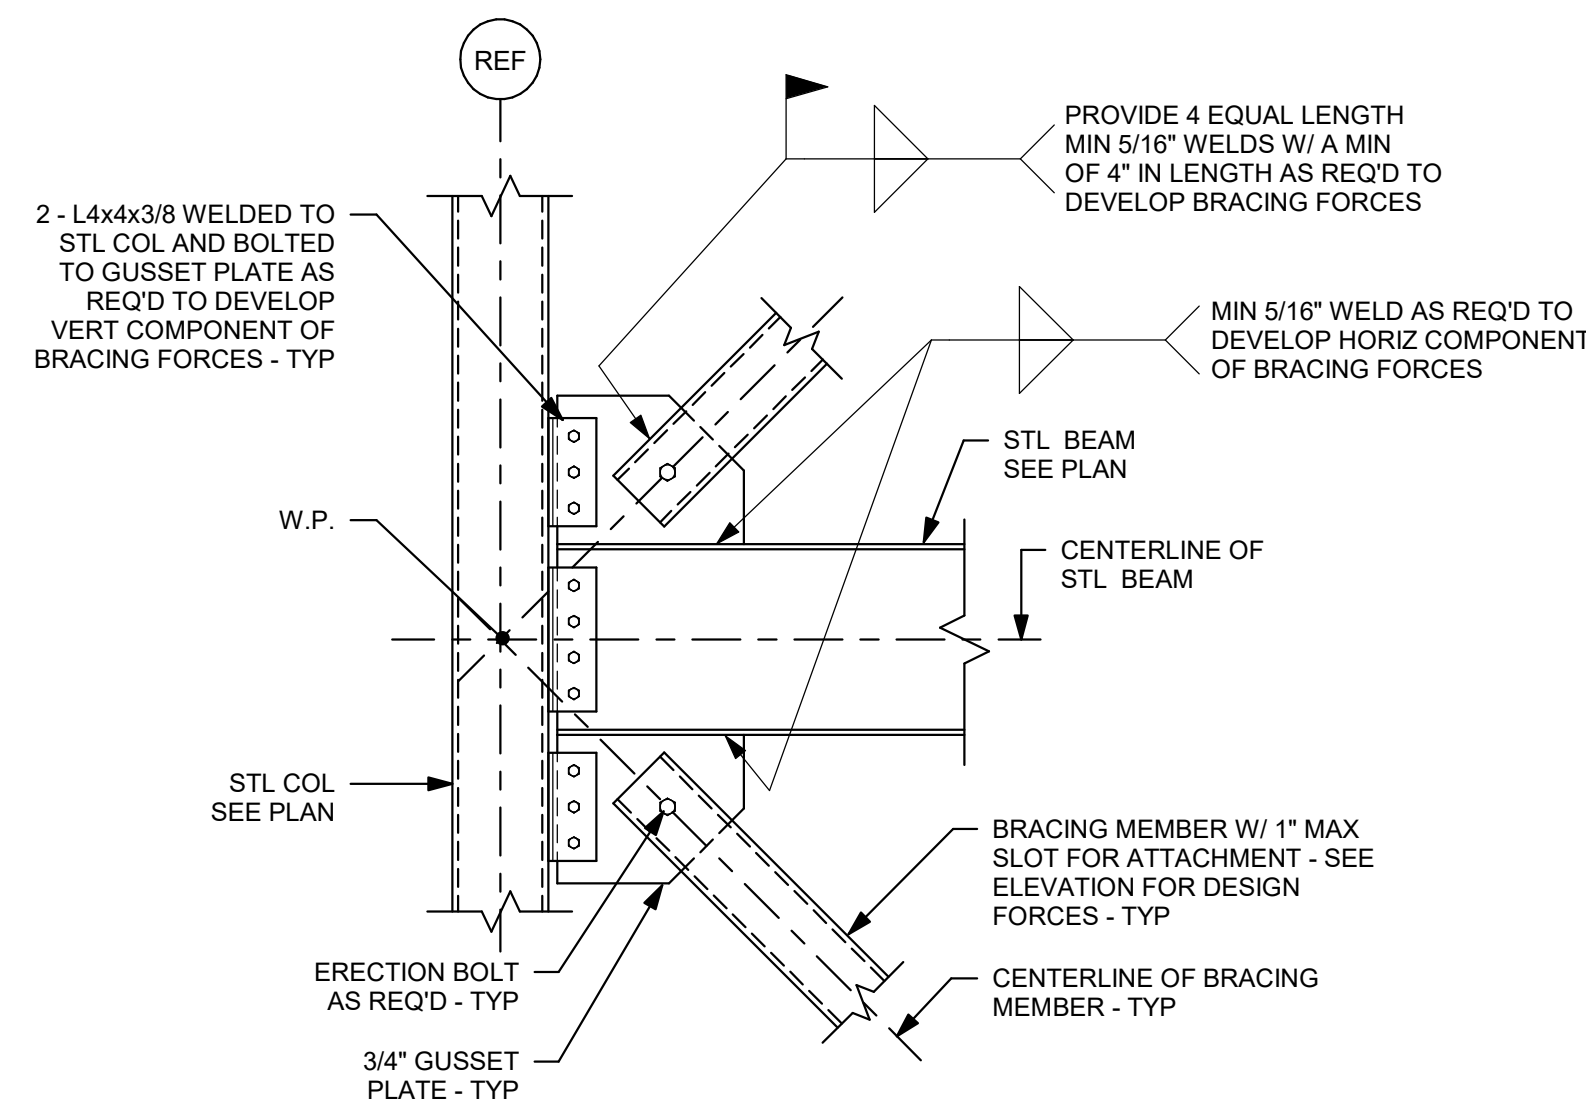 REF
PROVIDE 4 EQUAL LENGTH
MIN 5/16" WELDS W/ A MIN
OF 4" IN LENGTH AS REQ'D TO
DEVELOP BRACING FORCES
2 - L4x4x3/8 WELDED TO
STL COL AND BOLTED
TO GUSSET PLATE AS
REQ'D TO DEVELOP
VERT COMPONENT OF
BRACING FORCES - TYP
MIN 5/16" WELD AS REQ'D TO
DEVELOP HORIZ COMPONENT
OF BRACING FORCES
STL BEAM
SEE PLAN
W.P.
CENTERLINE OF
STL BEAM
STL COL
SEE PLAN
BRACING MEMBER W/ 1" MAX
SLOT FOR ATTACHMENT - SEE
ELEVATION FOR DESIGN
FORCES - TYP
ERECTION BOLT
AS REQ'D - TYP
CENTERLINE OF BRACING
MEMBER - TYP
3/4" GUSSET
PLATE - TYP